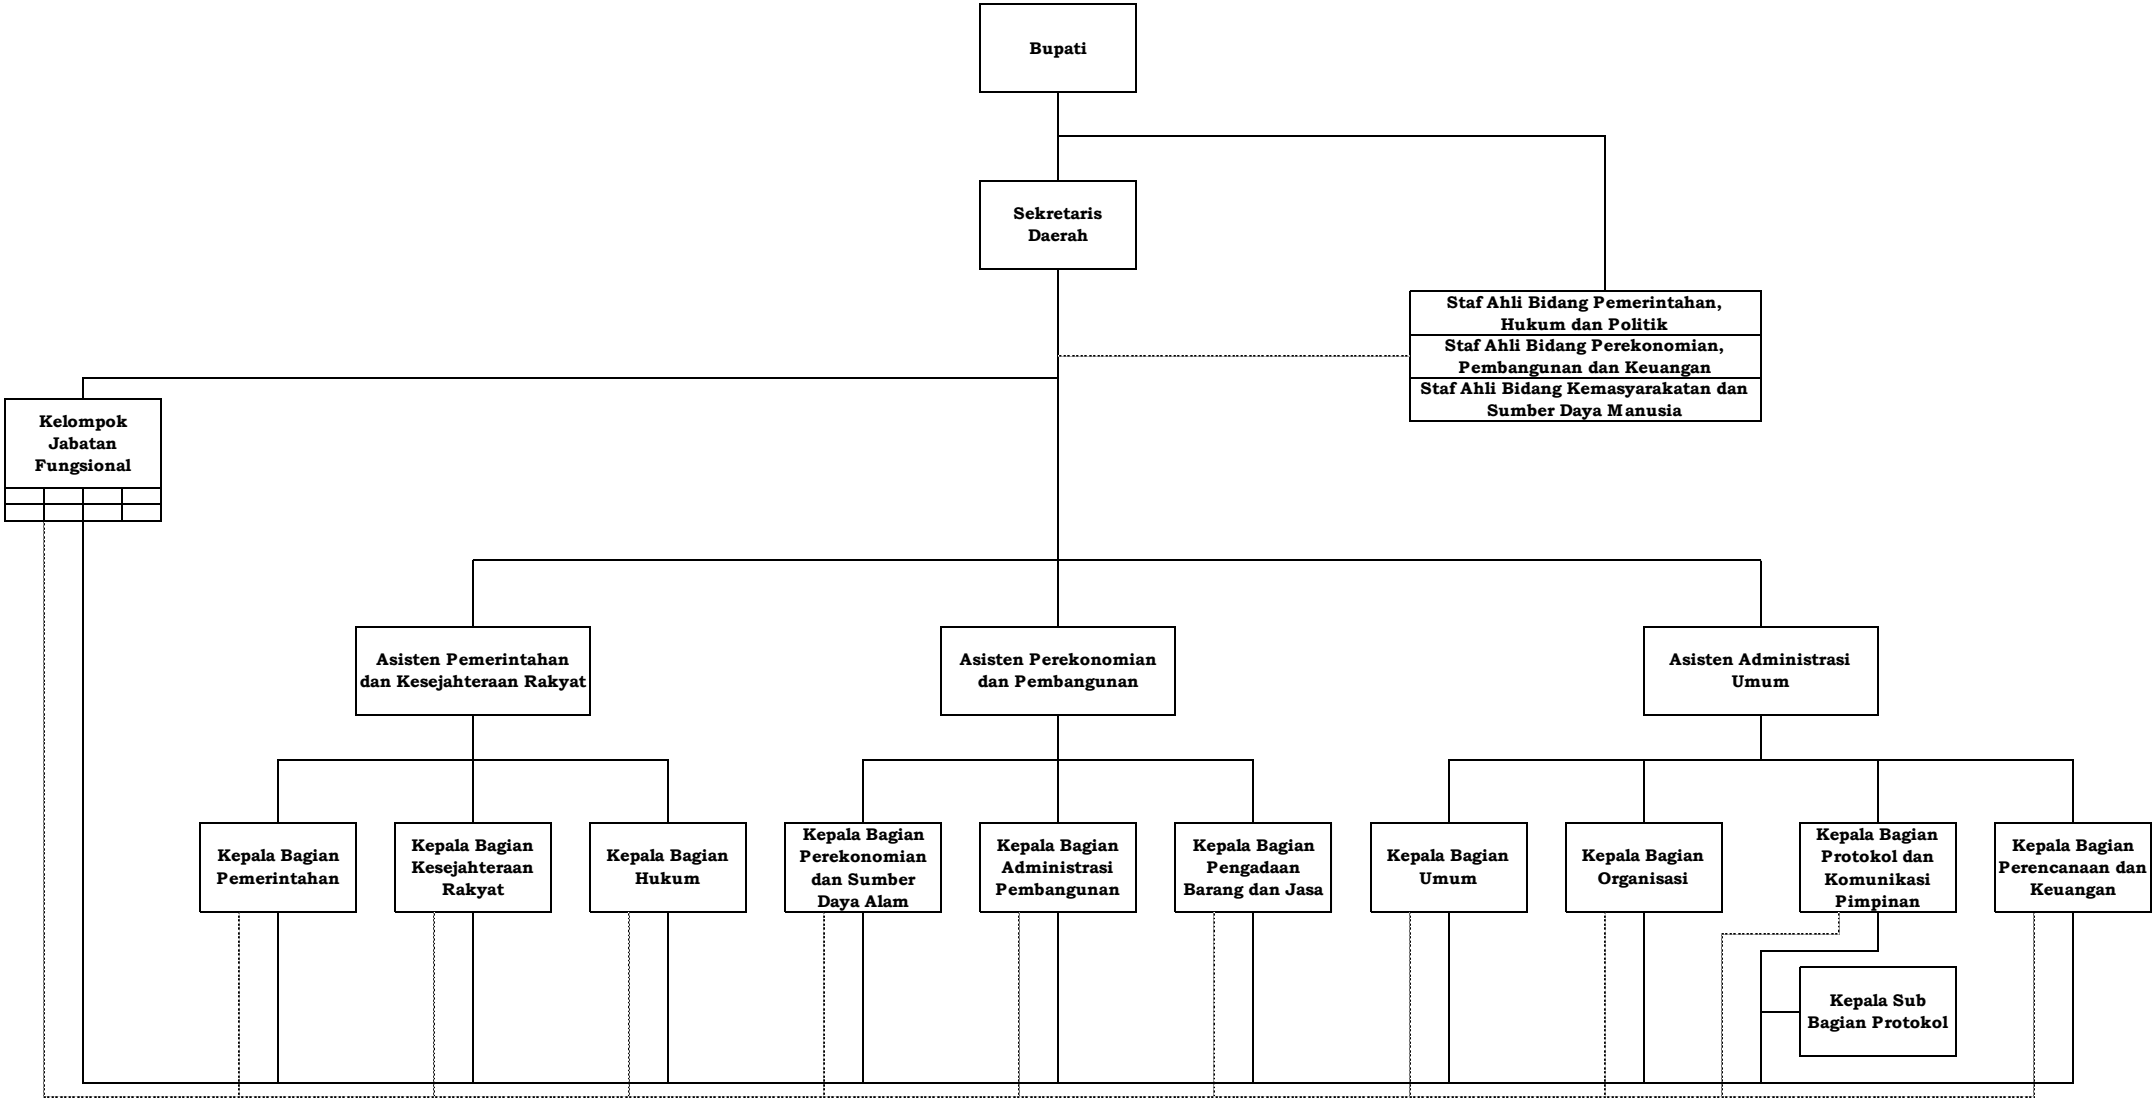 Bupati
Sekretaris
Daerah
Staf Ahli Bidang Pemerintahan,
Hukum dan Politik
Staf Ahli Bidang Perekonomian,
Pembangunan dan Keuangan
Staf Ahli Bidang Kemasyarakatan dan
Sumber Daya Manusia
Kelompok
Jabatan
Fungsional
Asisten Pemerintahan
dan Kesejahteraan Rakyat
Asisten Perekonomian
dan Pembangunan
Asisten Administrasi
Umum
Kepala Bagian
Pemerintahan
Kepala Bagian
Kesejahteraan
Rakyat
Kepala Bagian
Hukum
Kepala Bagian
Perekonomian
dan Sumber
Daya Alam
Kepala Bagian
Administrasi
Pembangunan
Kepala Bagian
Pengadaan
Barang dan Jasa
Kepala Bagian
Umum
Kepala Bagian
Organisasi
Kepala Bagian
Protokol dan
Komunikasi
Pimpinan
Kepala Bagian
Perencanaan dan
Keuangan
Kepala Sub
Bagian Protokol